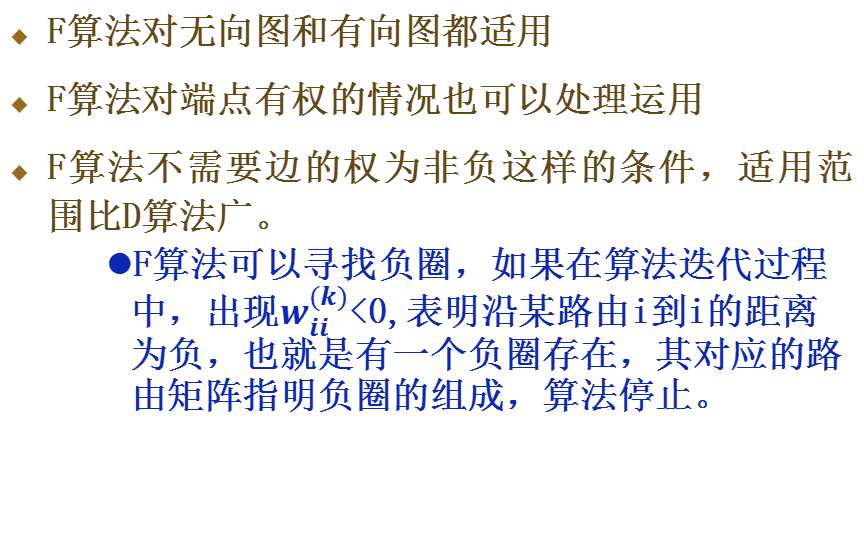 ◆ F算法对无向图和有向图都适用
◆ F算法对端点有权的情况也可以处理运用
◆ F算法不需要边的权为非负这样的条件，适用范
围比D算法广。
●F算法可以寻找负圈，如果在算法迭代过程
中，出现$w_{ii}^{(k)}$<0,表明沿某路由i到i的距离
为负，也就是有一个负圈存在，其对应的路
由矩阵指明负圈的组成，算法停止。